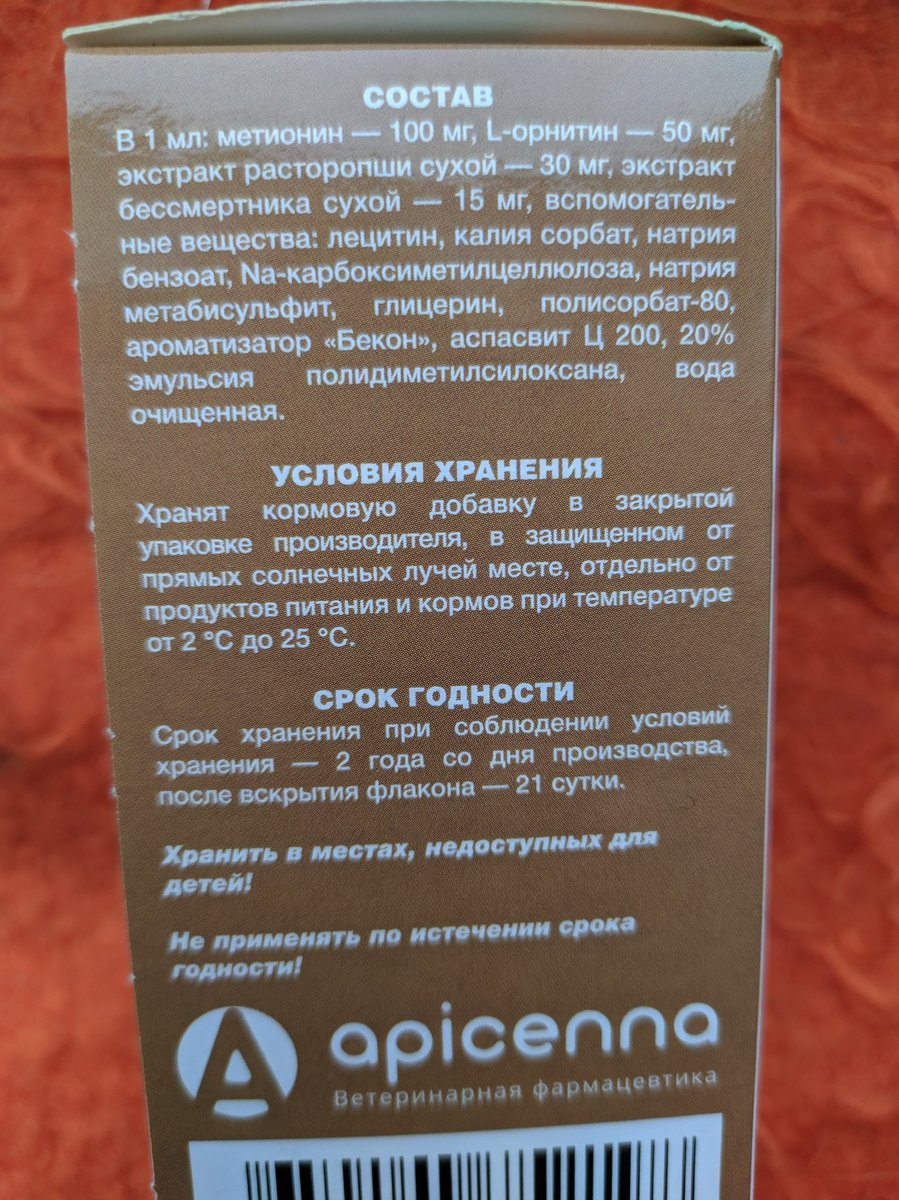 СОСТАВ
В 1 мл: метионин — 100 мг, L-орнитин — 50 мг,
экстракт расторопши сухой — 30 мг, экстракт
бессмертника сухой — 15 мг, вспомогатель-
ные вещества: лецитин, калия сорбат, натрия
бензоат, Na-карбоксиметилцеллюлоза, натрия
метабисульфит, глицерин, полисорбат-80,
ароматизатор «Бекон», аспасвит Ц 200, 20%
эмульсия полидиметилсилоксана, вода
очищенная.
УСЛОВИЯ ХРАНЕНИЯ
Хранят кормовую добавку в закрытой
упаковке производителя, в защищенном от
прямых солнечных лучей месте, отдельно от
продуктов питания и кормов при температуре
от 2 °С до 25 °С.
СРОК ГОДНОСТИ
Срок хранения при соблюдении условий
хранения — 2 года со дня производства,
после вскрытия флакона — 21 сутки.
Хранить в местах, недоступных для
детей!
Не применять по истечении срока
годности!
apicenna
Ветеринарная фармацевтика